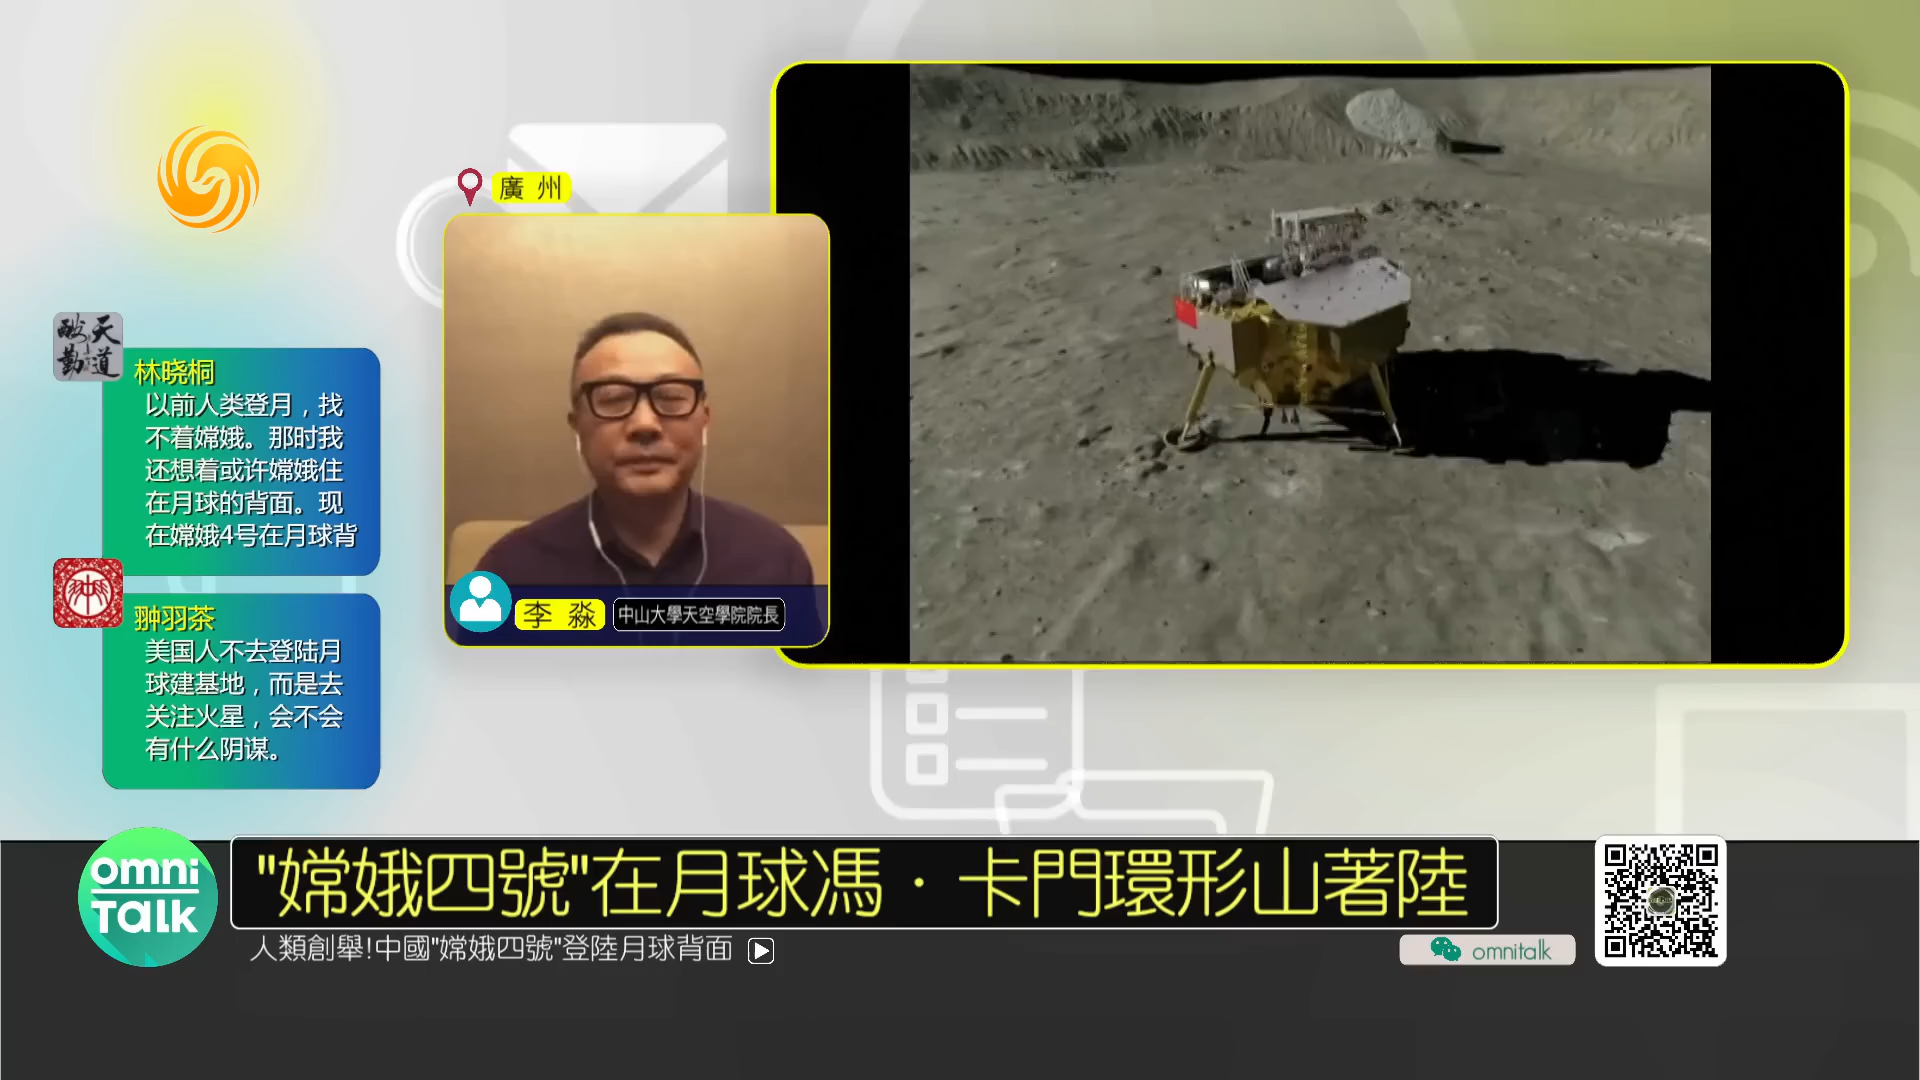 廣州
天道
酬勤
林晓桐
以前人类登月，找
不着嫦娥。那时我
还想着或许嫦娥住
在月球的背面。现
在嫦娥4号在月球背
翀羽茶
美国人不去登陆月
球建基地，而是去
关注火星，会不会
有什么阴谋。
李淼
中山大學天空學院院長
omni
Talk
"嫦娥四號"在月球馮·卡門環形山著陸
人類創舉!中國"嫦娥四號"登陸月球背面
omnitalk